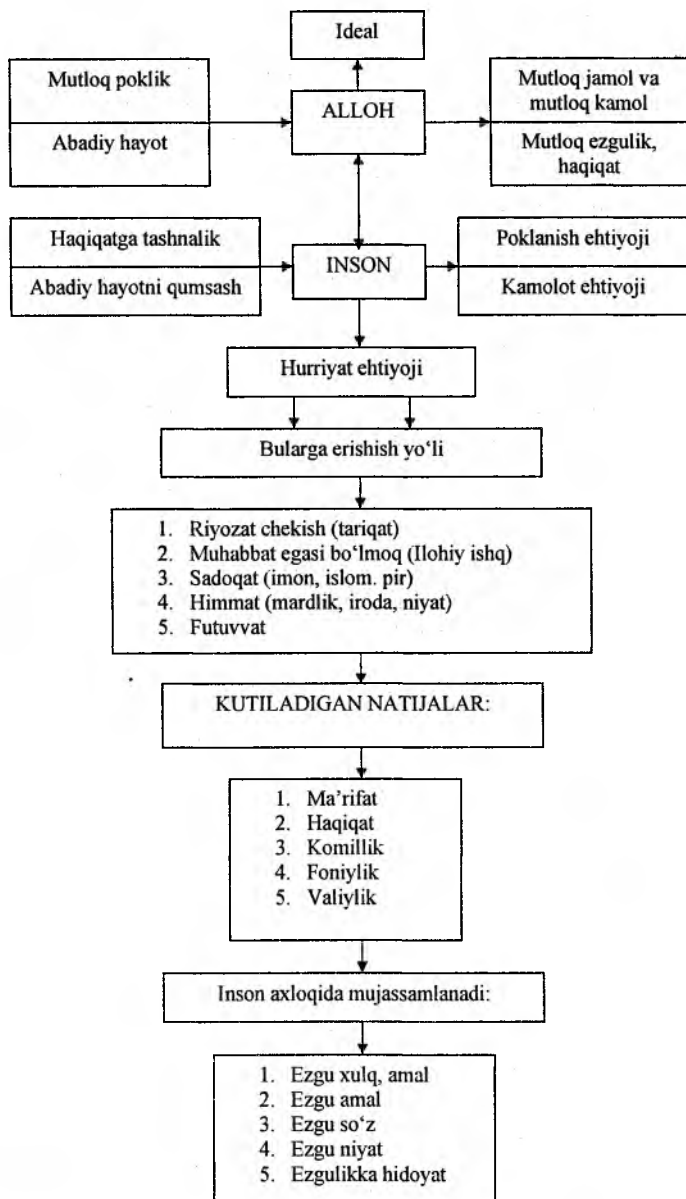 Ideal
Mutloq poklik
Abadiy hayot
ALLOH
Mutloq jamol va
mutloq kamol
Mutloq ezgulik,
haqiqat
Haqiqatga tashnalik
Abadiy hayotni qumsash
INSON
Poklanish ehtiyoji
Kamolot ehtiyoji
Hurriyat ehtiyoji
Bularga erishish yo‘li
1. Riyozat chekish (tariqat)
2. Muhabbat egasi bo‘lmoq (Ilohiy ishq)
3. Sadoqat (imon, islom. pir)
4. Himmat (mardlik, iroda, niyat)
5. Futuvvat
KUTILADIGAN NATIJALAR:
1. Ma’rifat
2. Haqiqat
3. Komillik
4. Foniylik
5. Valiylik
Inson axloqida mujassamlanadi:
1. Ezgu xulq, amal
2. Ezgu amal
3. Ezgu so‘z
4. Ezgu niyat
5. Ezgulikka hidoyat